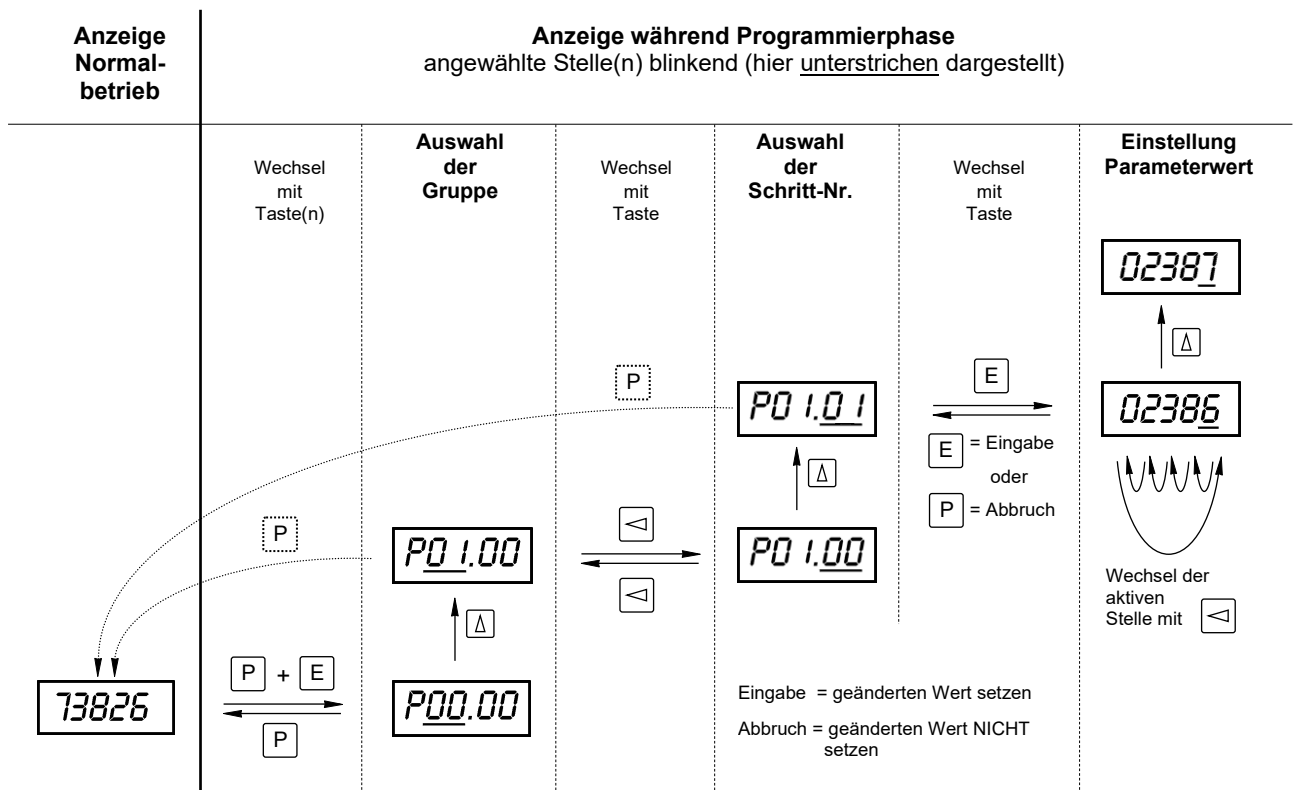 Anzeige
Normal-
betrieb
Anzeige während Programmierphase
angewählte Stelle(n) blinkend (hier unterstrichen dargestellt)
Wechsel
mit
Taste(n)
Auswahl
der
Gruppe
Wechsel
mit
Taste
Auswahl
der
Schritt-Nr.
Wechsel
mit
Taste
Einstellung
Parameterwert
02387
P
P01.01
E
02386
E = Eingabe
oder
P = Abbruch
P
P01.00
P01.00
Wechsel der
aktiven
Stelle mit
73826
P + E
P
P00.00
Eingabe = geänderten Wert setzen
Abbruch = geänderten Wert NICHT
setzen